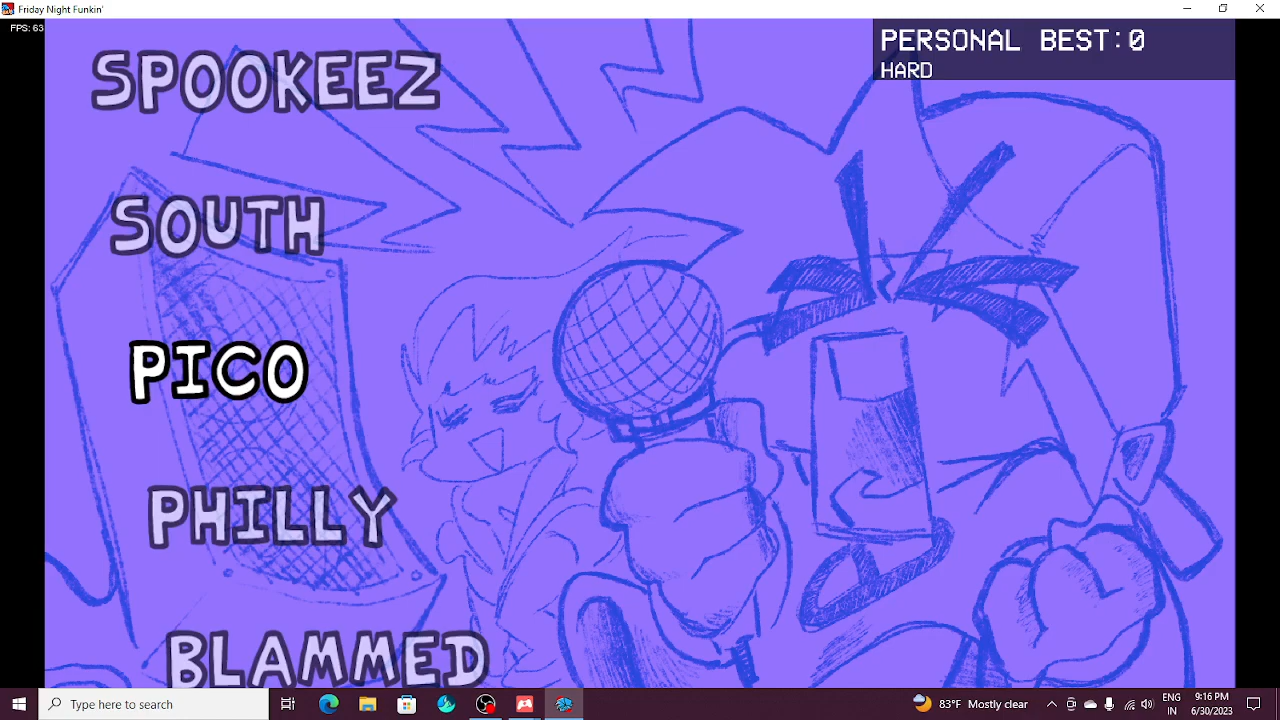 Friday Night Funkin'
FPS: 63
PERSONAL BEST:0
HARD
SPOOKEEZ
SOUTH
PICO
PHILLY
BLAMMED
Type here to search
83°F Mostly clear
ENG
IN
9:16 PM
6/30/2023